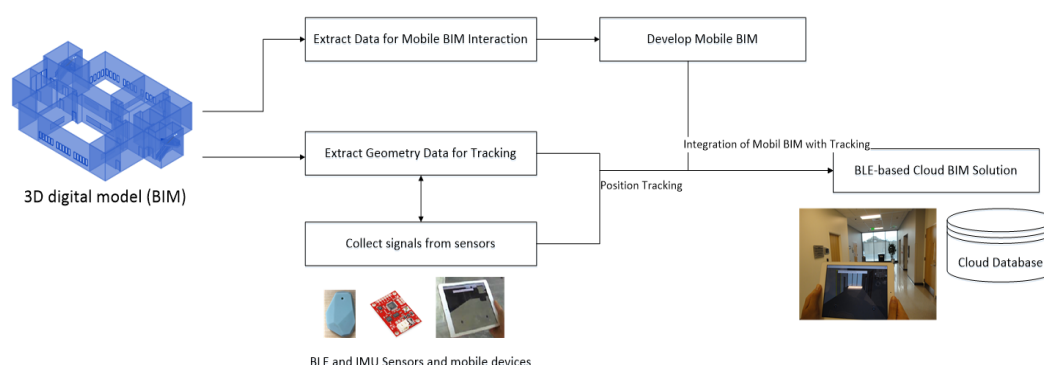 Extract Data for Mobile BIM Interaction
Develop Mobile BIM
3D digital model (BIM)
Extract Geometry Data for Tracking
Integration of Mobil BIM with Tracking
Position Tracking
BLE-based Cloud BIM Solution
Collect signals from sensors
Cloud Database
BLE and IMU Sensors and mobile devices